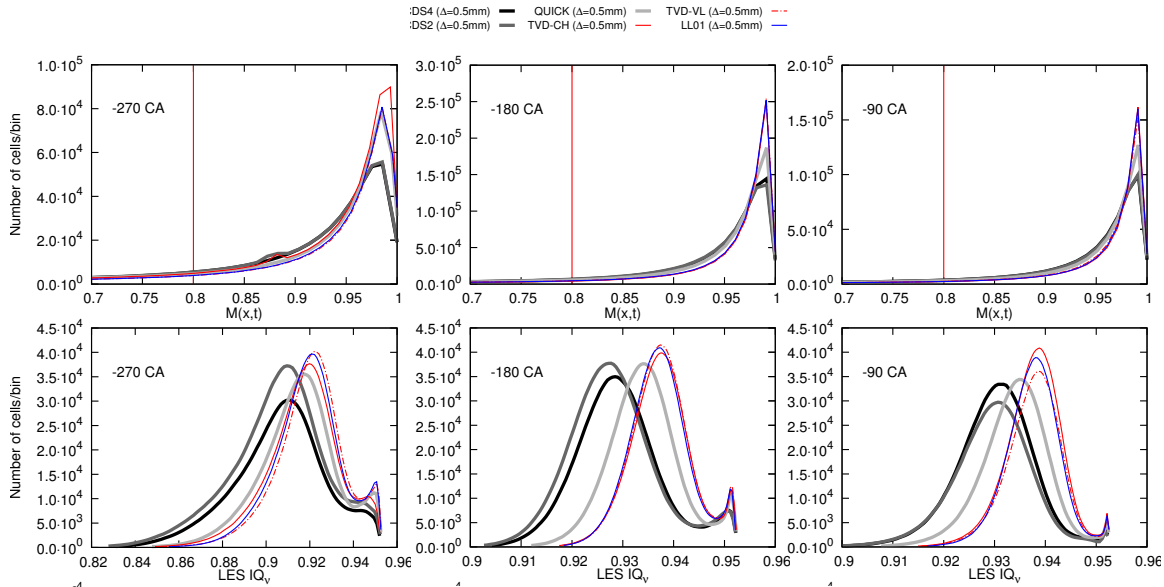 :DS4 (Δ=0.5mm) QUICK (Δ=0.5mm) TVD-VL (Δ=0.5mm)
:DS2 (Δ=0.5mm) TVD-CH (Δ=0.5mm) LL01 (Δ=0.5mm)
Number of cells/bin
1.0·10⁵
8.0·10⁴
6.0·10⁴
4.0·10⁴
2.0·10⁴
0.0·10⁰
-270 CA
0.7 0.75 0.8 0.85 0.9 0.95 1
M(x,t)
3.0·10⁵
2.5·10⁵
2.0·10⁵
1.5·10⁵
1.0·10⁵
5.0·10⁴
0.0·10⁰
-180 CA
0.7 0.75 0.8 0.85 0.9 0.95 1
M(x,t)
2.0·10⁵
1.5·10⁵
1.0·10⁵
5.0·10⁴
0.0·10⁰
-90 CA
0.7 0.75 0.8 0.85 0.9 0.95 1
M(x,t)
Number of cells/bin
4.5·10⁴
4.0·10⁴
3.5·10⁴
3.0·10⁴
2.5·10⁴
2.0·10⁴
1.5·10⁴
1.0·10⁴
5.0·10³
0.0·10⁰
-270 CA
0.82 0.84 0.86 0.88 0.9 0.92 0.94 0.96
LES IQᵥ
4.5·10⁴
4.0·10⁴
3.5·10⁴
3.0·10⁴
2.5·10⁴
2.0·10⁴
1.5·10⁴
1.0·10⁴
5.0·10³
0.0·10⁰
-180 CA
0.9 0.91 0.92 0.93 0.94 0.95 0.96
LES IQᵥ
4.5·10⁴
4.0·10⁴
3.5·10⁴
3.0·10⁴
2.5·10⁴
2.0·10⁴
1.5·10⁴
1.0·10⁴
5.0·10³
0.0·10⁰
-90 CA
0.9 0.91 0.92 0.93 0.94 0.95 0.96
LES IQᵥ
-4 4 4